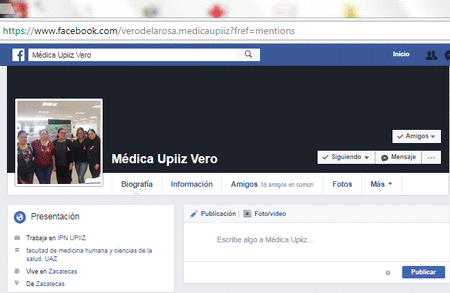 https://www.facebook.com/verodelarosa.medicaupiiz?fref=mentions
Médica Upiiz Vero
Inicio
Amigos
Médica Upiiz Vero
Siguiendo
Mensaje
Biografía Información Amigos 38 amigos en común Fotos Más
Presentación
Trabaja en IPN UPIIZ
facultad de medicina humana y ciencias de la
salud, UAZ
Vive en Zacatecas
De Zacatecas
Publicación Foto/video
Escribe algo a Médica Upiiz...
Publicar